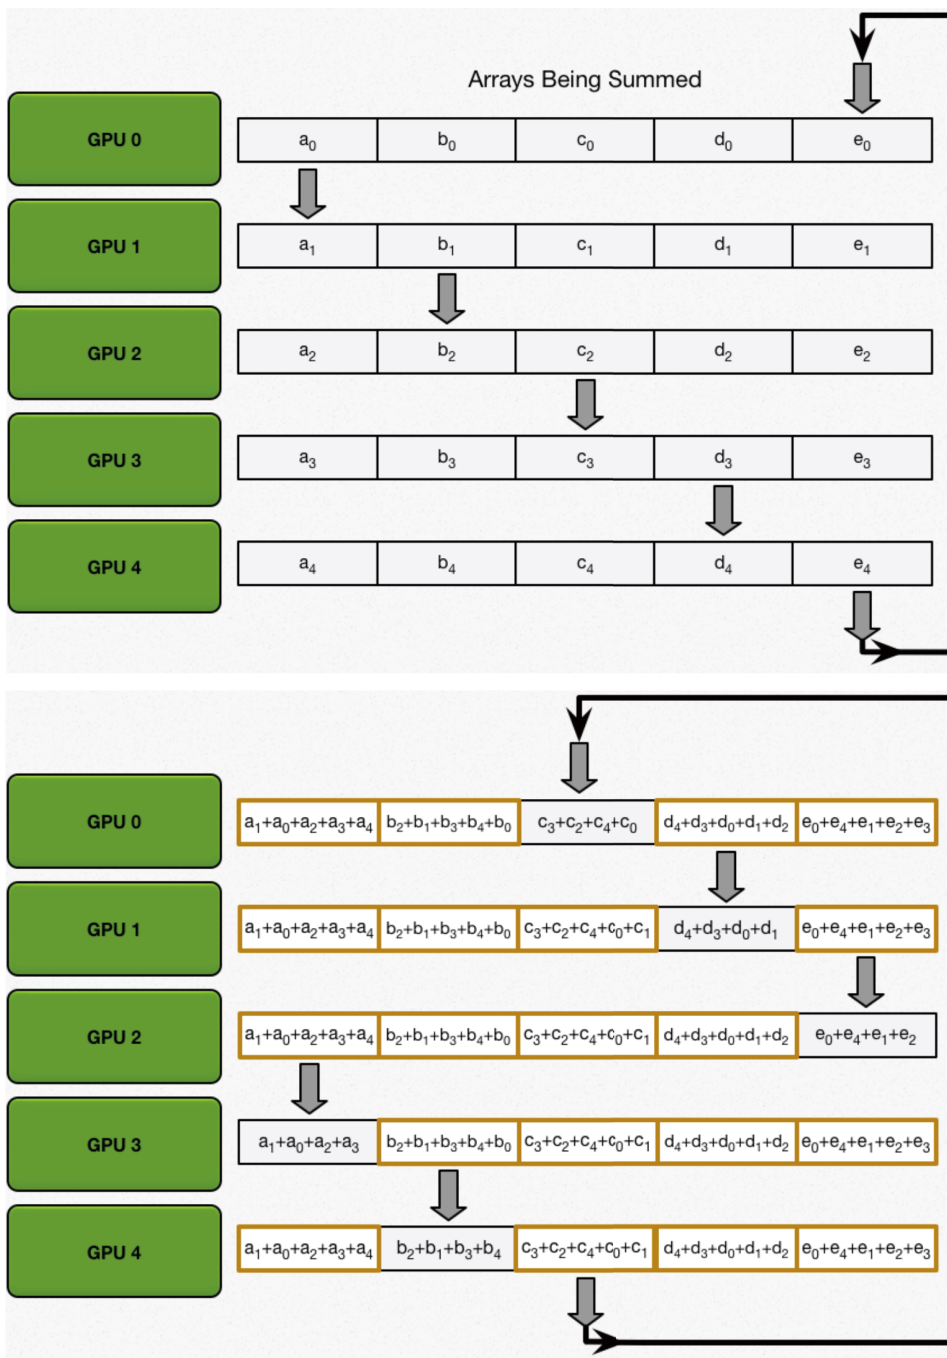 Arrays Being Summed
GPU 0 a₀ b₀ c₀ d₀ e₀
GPU 1 a₁ b₁ c₁ d₁ e₁
GPU 2 a₂ b₂ c₂ d₂ e₂
GPU 3 a₃ b₃ c₃ d₃ e₃
GPU 4 a₄ b₄ c₄ d₄ e₄
GPU 0 a₁+a₀+a₂+a₃+a₄ b₂+b₁+b₃+b₄+b₀ c₃+c₂+c₄+c₀ d₄+d₃+d₀+d₁+d₂ e₀+e₄+e₁+e₂+e₃
GPU 1 a₁+a₀+a₂+a₃+a₄ b₂+b₁+b₃+b₄+b₀ c₃+c₂+c₄+c₀+c₁ d₄+d₃+d₀+d₁ e₀+e₄+e₁+e₂+e₃
GPU 2 a₁+a₀+a₂+a₃+a₄ b₂+b₁+b₃+b₄+b₀ c₃+c₂+c₄+c₀+c₁ d₄+d₃+d₀+d₁+d₂ e₀+e₄+e₁+e₂
GPU 3 a₁+a₀+a₂+a₃ b₂+b₁+b₃+b₄+b₀ c₃+c₂+c₄+c₀+c₁ d₄+d₃+d₀+d₁+d₂ e₀+e₄+e₁+e₂+e₃
GPU 4 a₁+a₀+a₂+a₃+a₄ b₂+b₁+b₃+b₄ c₃+c₂+c₄+c₀+c₁ d₄+d₃+d₀+d₁+d₂ e₀+e₄+e₁+e₂+e₃